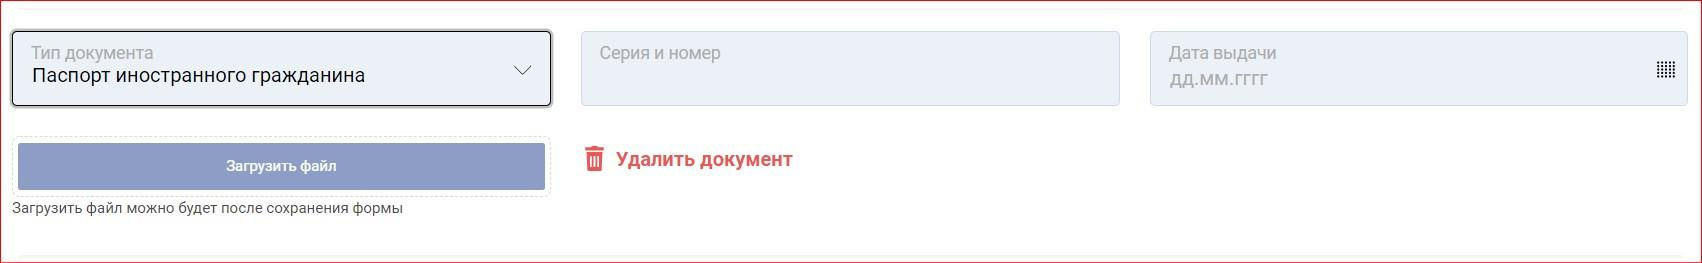 Тип документа
Паспорт иностранного гражданина
Серия и номер
Дата выдачи
дд.мм.гггг
Загрузить файл
Удалить документ
Загрузить файл можно будет после сохранения формы